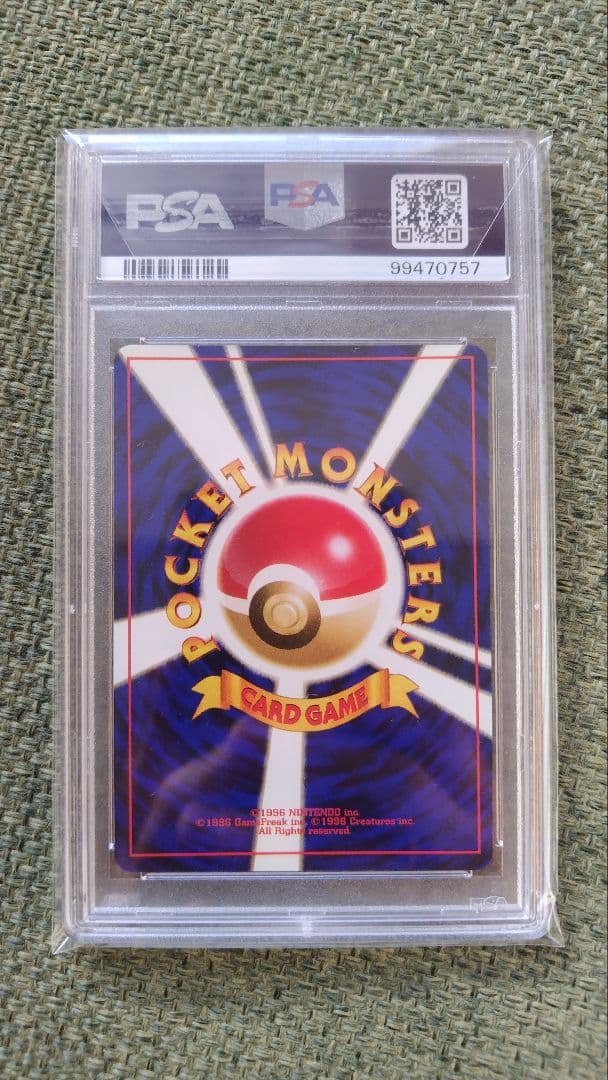 PSA
PSA
99470757
POCKET MONSTERS
CARD GAME
©1996 NINTENDO inc.
©1996 GameFreak inc. ©1996 Creatures inc.
All Rights reserved.
PSA